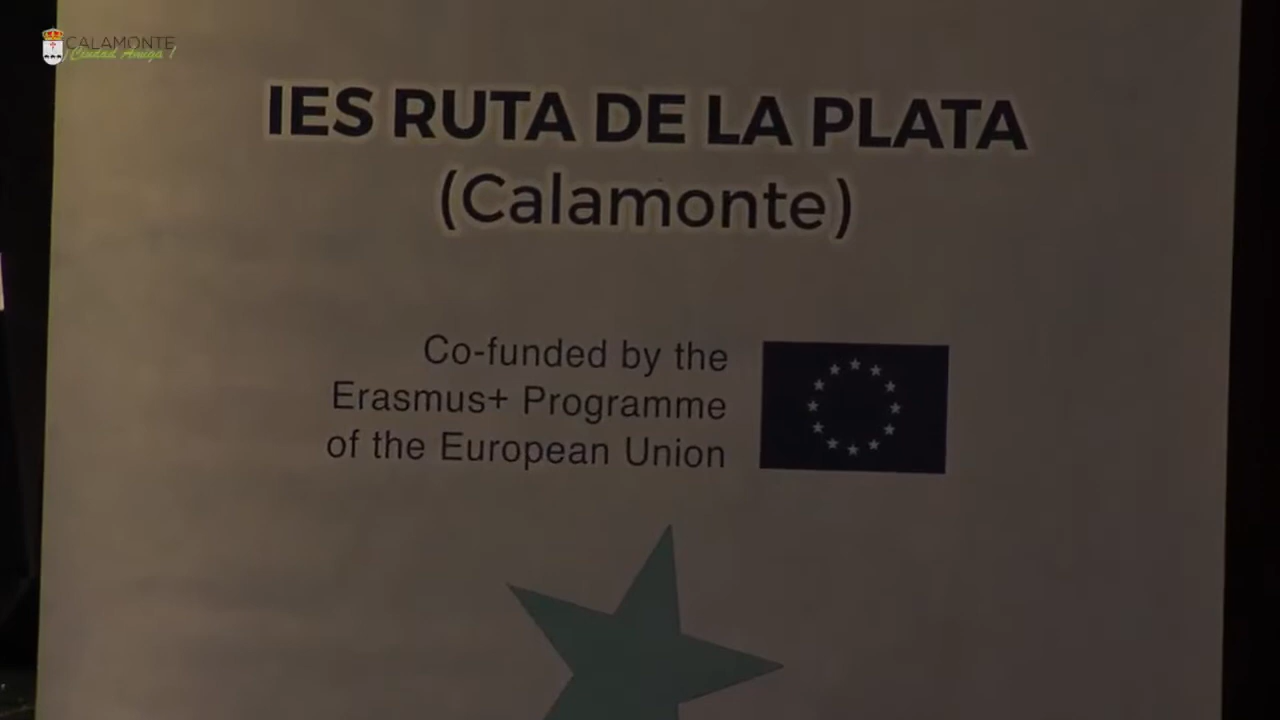 CALAMONTE
Ciudad Amiga !
IES RUTA DE LA PLATA
(Calamonte)
Co-funded by the
Erasmus+ Programme
of the European Union